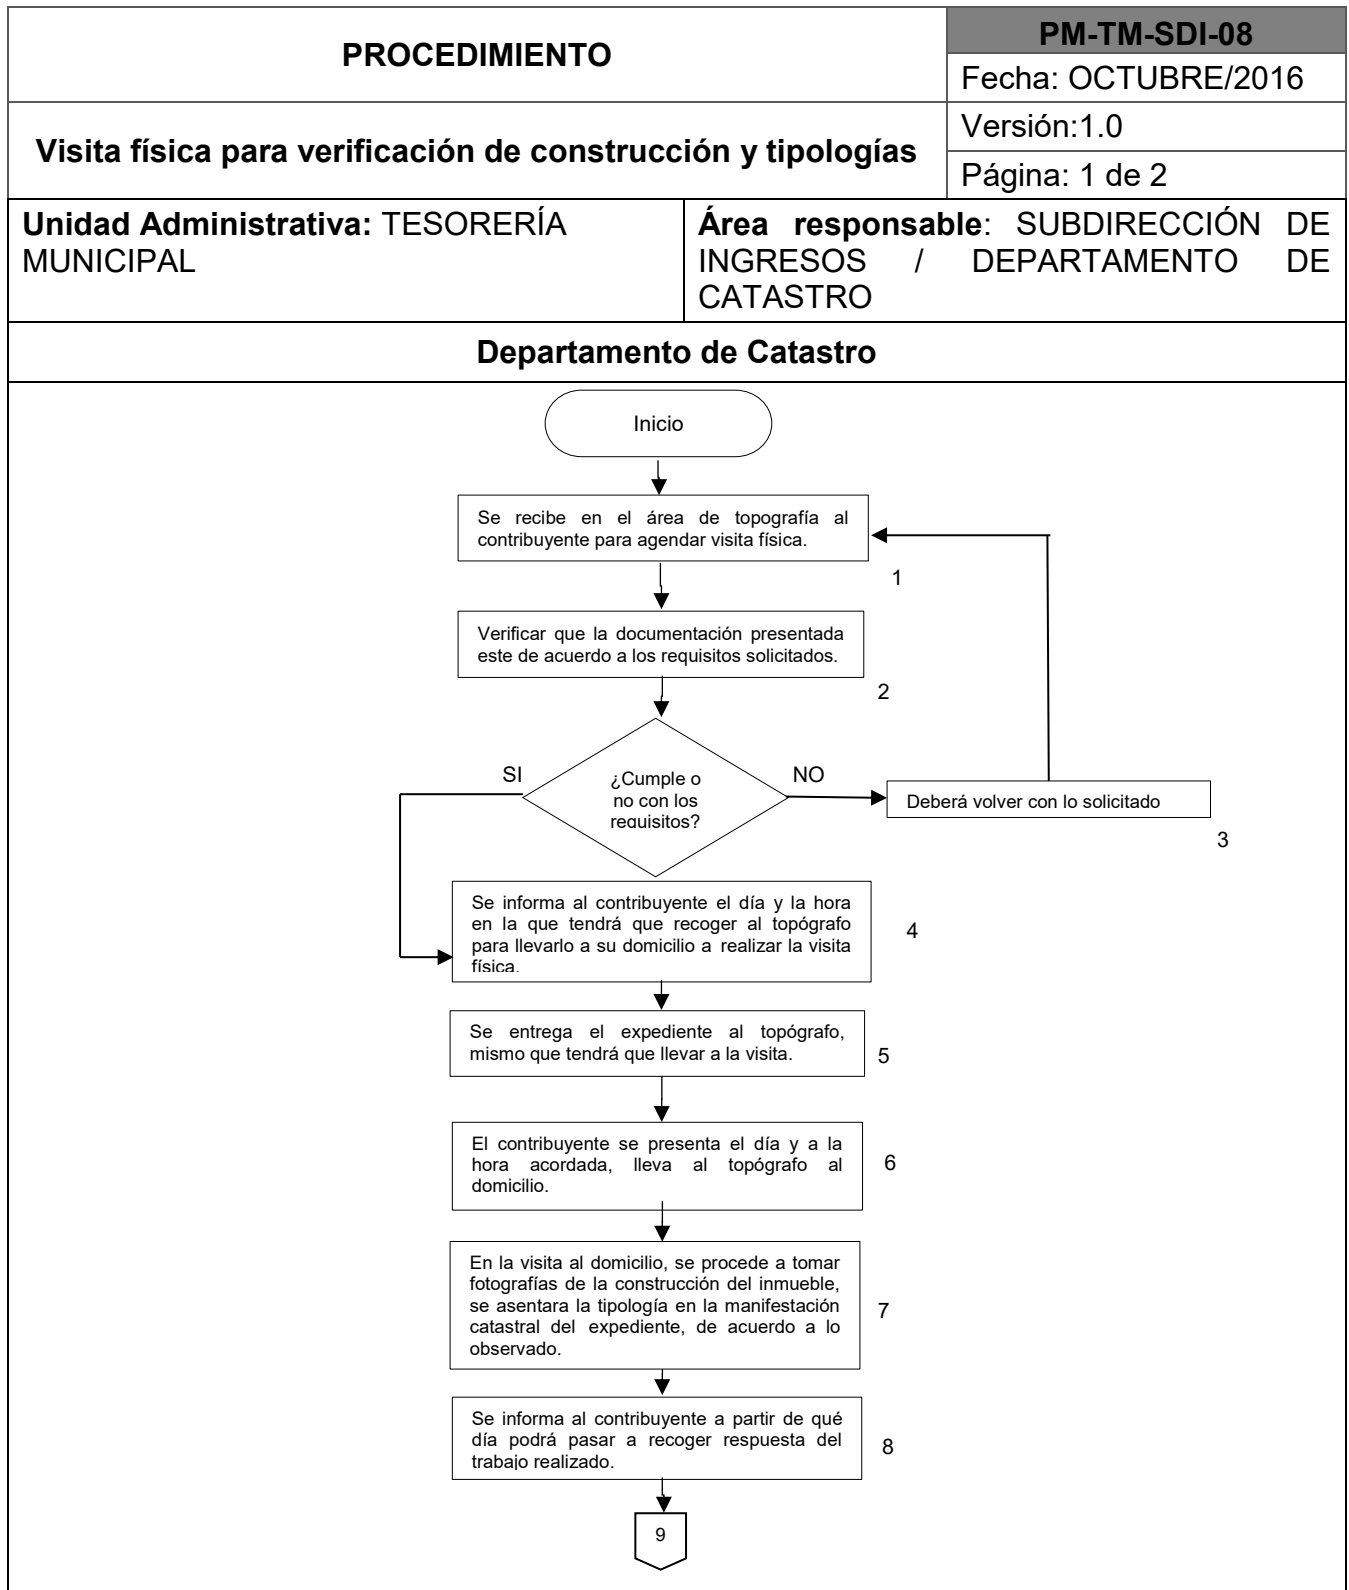 PROCEDIMIENTO
PM-TM-SDI-08
Fecha: OCTUBRE/2016
Visita física para verificación de construcción y tipologías
Versión:1.0
Página: 1 de 2
Unidad Administrativa: TESORERÍA
MUNICIPAL
Área responsable: SUBDIRECCIÓN DE
INGRESOS / DEPARTAMENTO DE
CATASTRO
Departamento de Catastro
Inicio
Se recibe en el área de topografía al
contribuyente para agendar visita física.
1
Verificar que la documentación presentada
este de acuerdo a los requisitos solicitados.
2
SI
¿Cumple o
no con los
requisitos?
NO
Deberá volver con lo solicitado
3
Se informa al contribuyente el día y la hora
en la que tendrá que recoger al topógrafo
para llevarlo a su domicilio a realizar la visita
física.
4
Se entrega el expediente al topógrafo,
mismo que tendrá que llevar a la visita.
5
El contribuyente se presenta el día y a la
hora acordada, lleva al topógrafo al
domicilio.
6
En la visita al domicilio, se procede a tomar
fotografías de la construcción del inmueble,
se asentara la tipología en la manifestación
catastral del expediente, de acuerdo a lo
observado.
7
Se informa al contribuyente a partir de qué
día podrá pasar a recoger respuesta del
trabajo realizado.
8
9